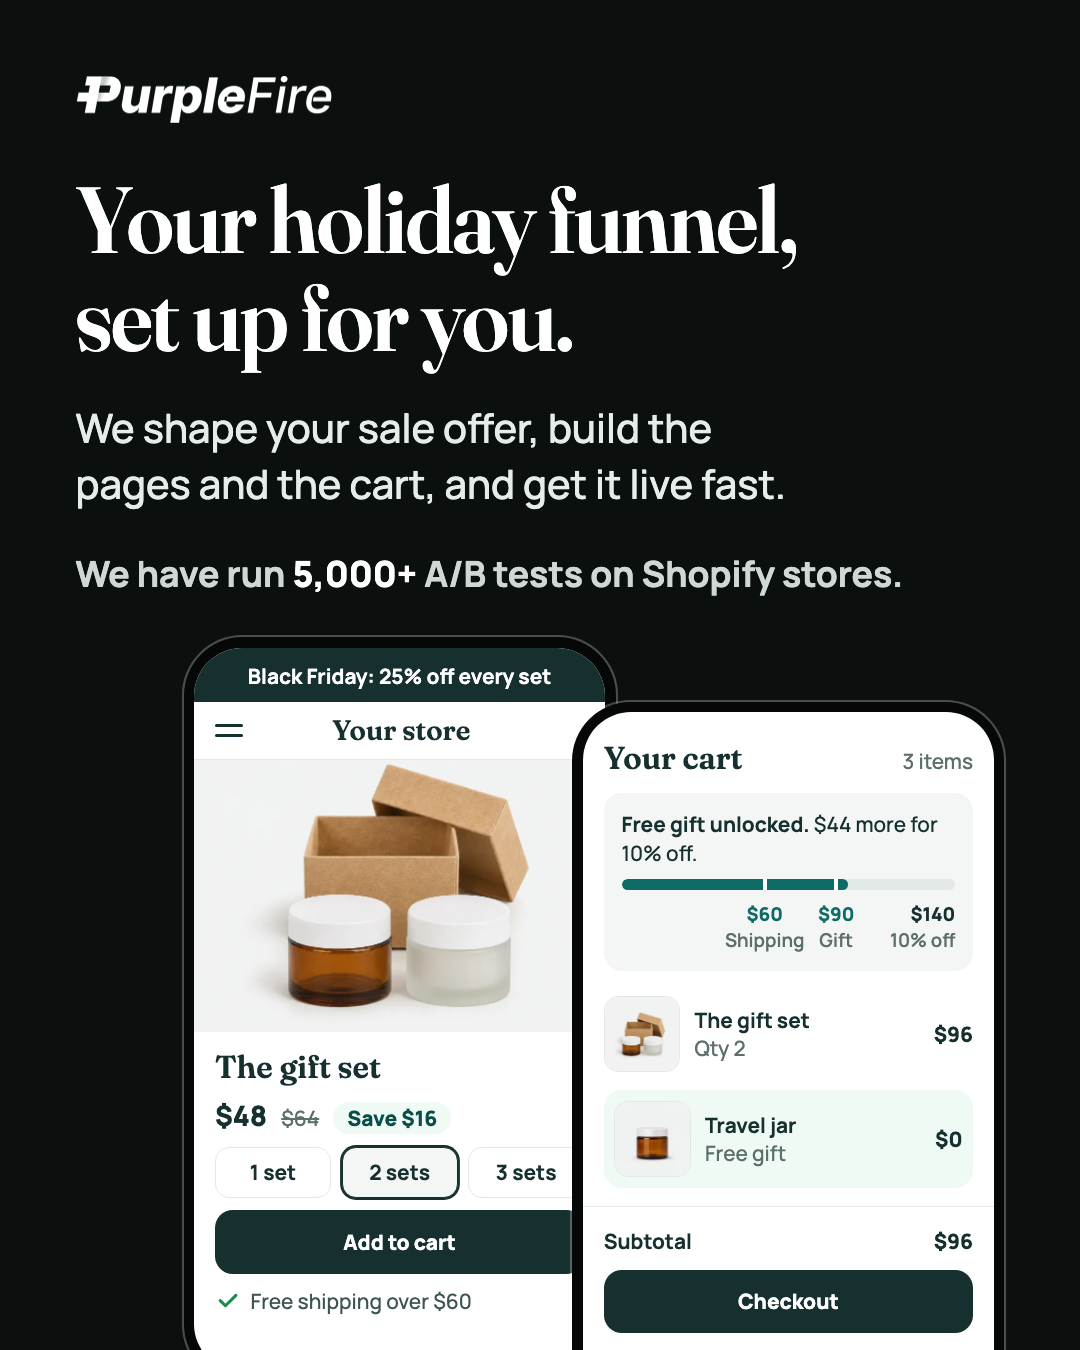 PurpleFire
Your holiday funnel,
set up for you.
We shape your sale offer, build the
pages and the cart, and get it live fast.
We have run 5,000+ A/B tests on Shopify stores.
Black Friday: 25% off every set
Your store
The gift set
$48 $64 Save $16
1 set 2 sets 3 sets
Add to cart
Free shipping over $60
Your cart 3 items
Free gift unlocked. $44 more for
10% off.
$60 $90 $140
Shipping Gift 10% off
The gift set
Qty 2
$96
Travel jar
Free gift
$0
Subtotal $96
Checkout